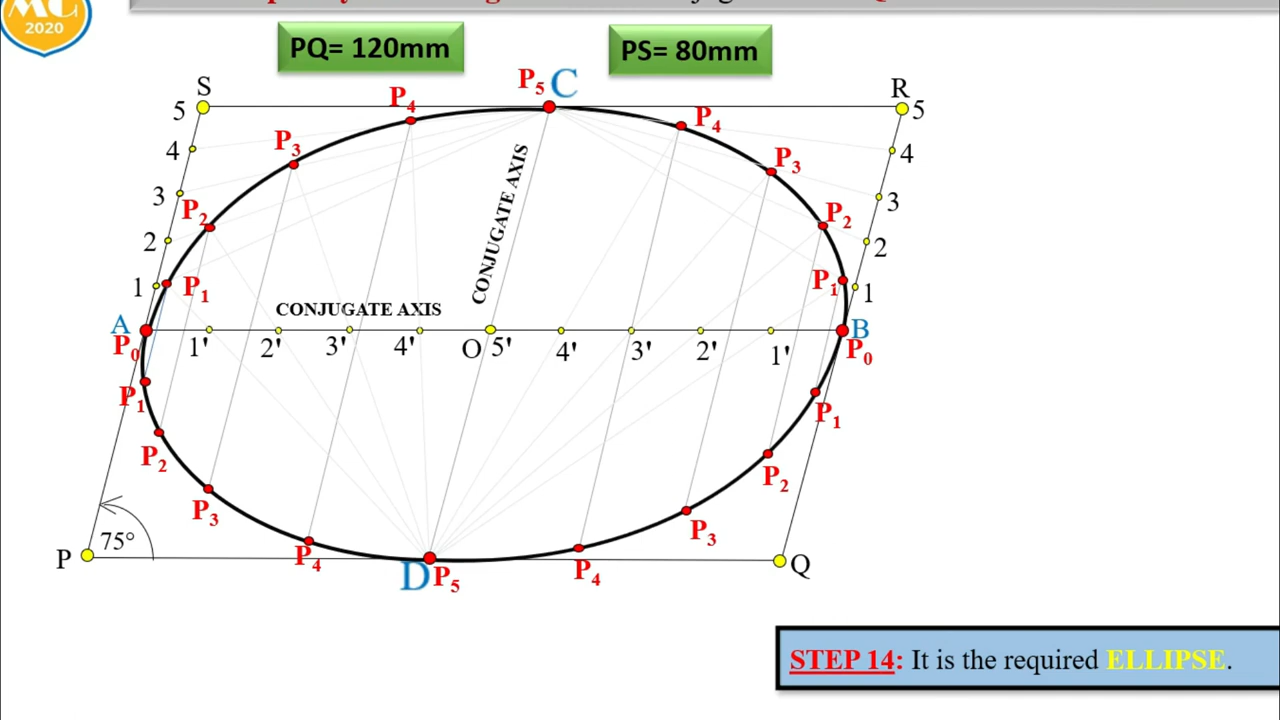 MC
2020
PQ= 120mm
PS= 80mm
S
P₅ C
R
5
P₄
P₄
5
4
P₃
P₃
4
3
P₂
P₂
3
2
CONJUGATE AXIS
2
1
P₁
P₁
1
CONJUGATE AXIS
A
B
P₀
1'
2'
3'
4'
O
5'
4'
3'
2'
1'
P₀
P₁
P₁
P₂
P₂
P₃
P₃
75°
P
P₄
D
P₅
P₄
Q
STEP 14: It is the required ELLIPSE.